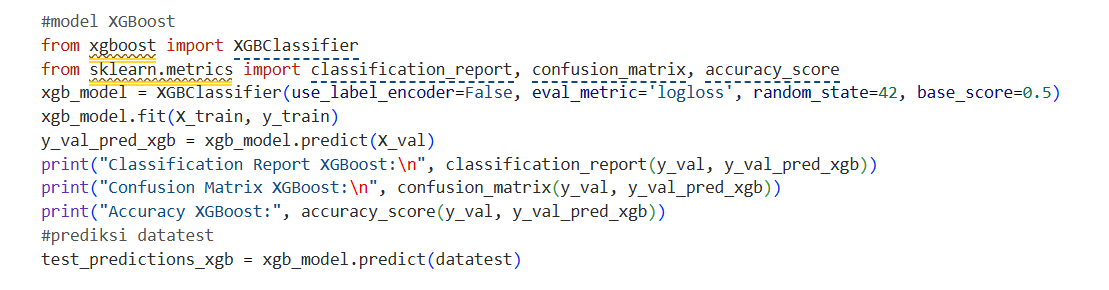 #model XGBoost
from xgboost import XGBClassifier
from sklearn.metrics import classification_report, confusion_matrix, accuracy_score
xgb_model = XGBClassifier(use_label_encoder=False, eval_metric='logloss', random_state=42, base_score=0.5)
xgb_model.fit(X_train, y_train)
y_val_pred_xgb = xgb_model.predict(X_val)
print("Classification Report XGBoost:\n", classification_report(y_val, y_val_pred_xgb))
print("Confusion Matrix XGBoost:\n", confusion_matrix(y_val, y_val_pred_xgb))
print("Accuracy XGBoost:", accuracy_score(y_val, y_val_pred_xgb))
#prediksi datatest
test_predictions_xgb = xgb_model.predict(datatest)